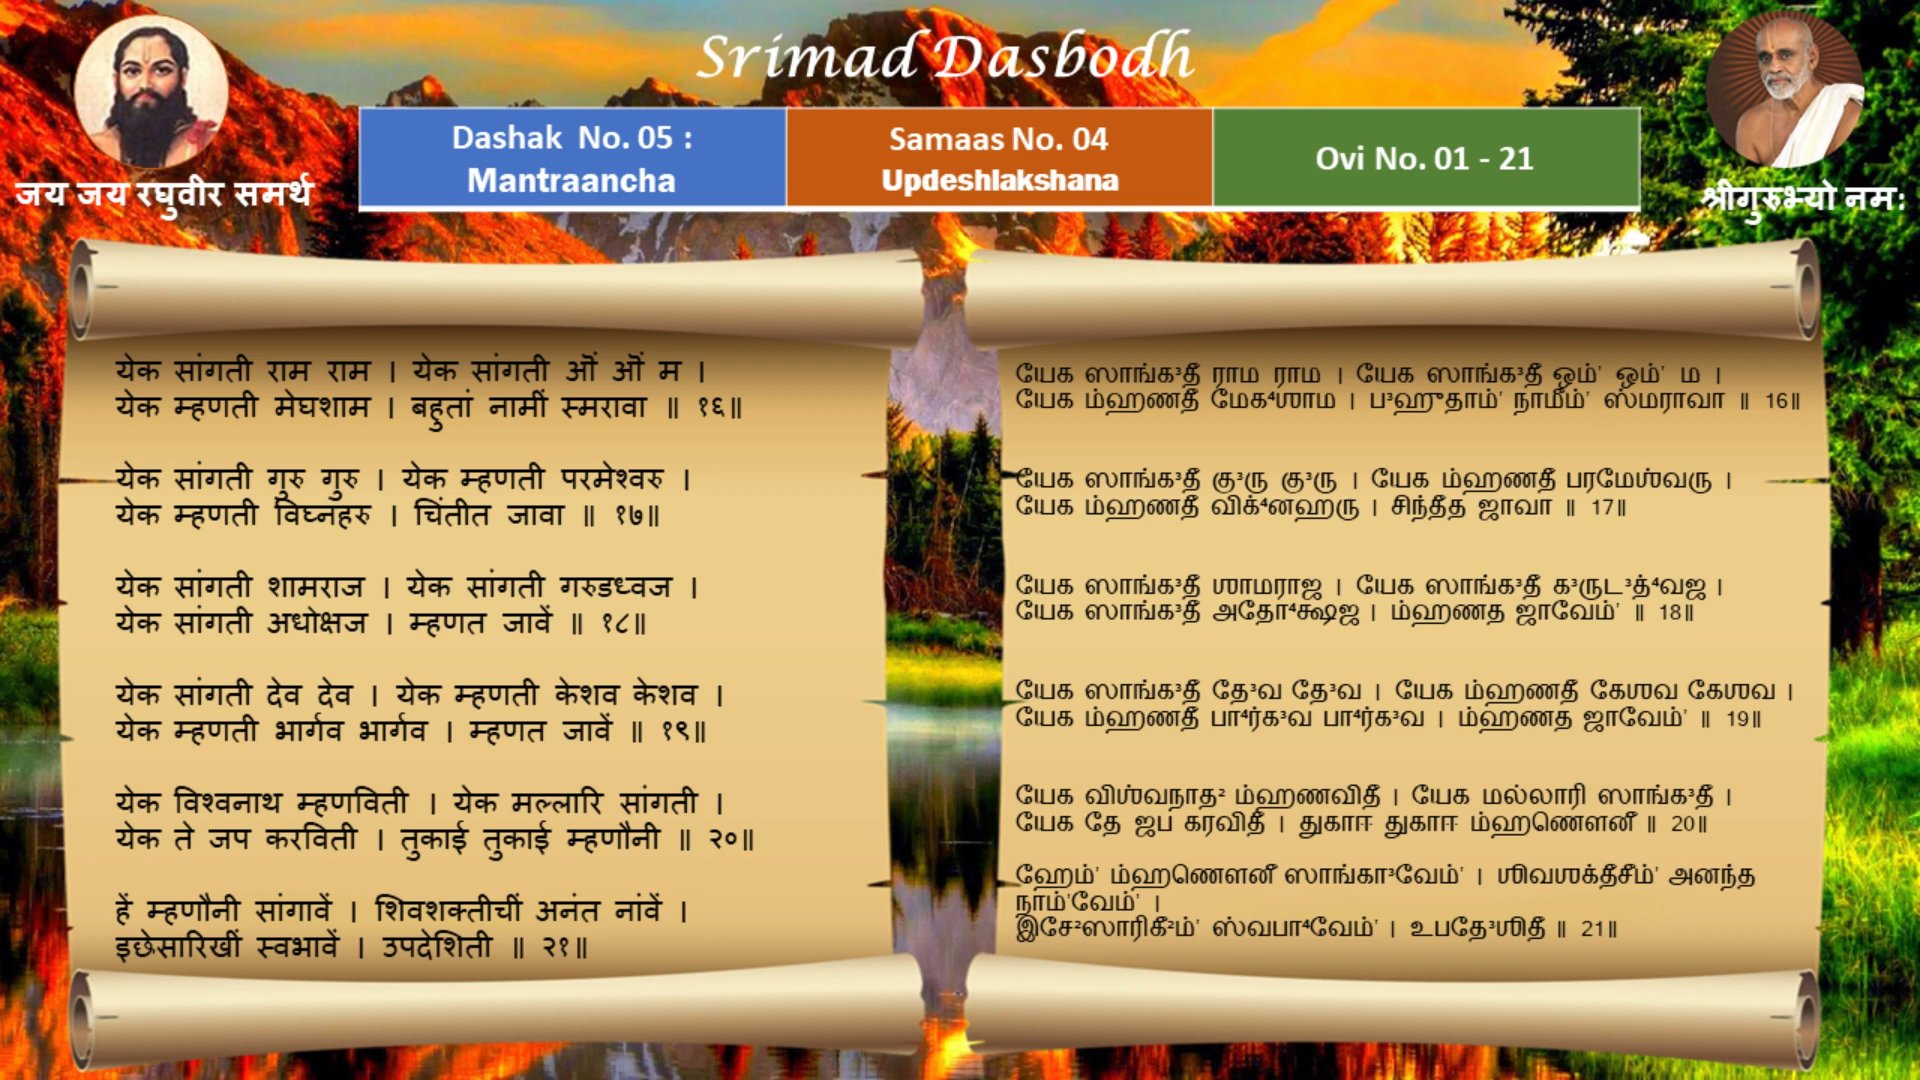 Srimad Dasbodh
Dashak No. 05 :
Mantraancha
Samaas No. 04
Updeshlakshana
Ovi No. 01 - 21
जय जय रघुवीर समर्थ
श्रीगुरुभ्यो नमः
येक सांगती राम राम । येक सांगती ऒं ऒं म ।
येक म्हणती मेघशाम । बहुतां नामीं स्मरावा ॥ १६॥
येक सांगती गुरु गुरु । येक म्हणती परमेश्वरु ।
येक म्हणती विघ्नहरु । चिंतीत जावा ॥ १७॥
येक सांगती शामराज । येक सांगती गरुडध्वज ।
येक सांगती अधोक्षज । म्हणत जावें ॥ १८॥
येक सांगती देव देव । येक म्हणती केशव केशव ।
येक म्हणती भार्गव भार्गव । म्हणत जावें ॥ १९॥
येक विश्वनाथ म्हणविती । येक मल्लारि सांगती ।
येक ते जप करविती । तुकाई तुकाई म्हणौनी ॥ २०॥
हें म्हणौनी सांगावें । शिवशक्तीचीं अनंत नांवें ।
इछेसारिखीं स्वभावें । उपदेशिती ॥ २१॥
யேக ஸாங்க³தீ ராம ராம । யேக ஸாங்க³தீ ஒம்ʼ ஒம்ʼ ம ।
யேக ம்ஹணதீ மேக⁴ஶாம । ப³ஹுதாம்ʼ நாமீம்ʼ ஸ்மராவா ॥ 16॥
யேக ஸாங்க³தீ கு³ரு கு³ரு । யேக ம்ஹணதீ பரமேஶ்வரு ।
யேக ம்ஹணதீ விக்⁴னஹரு । சிந்தீத ஜாவா ॥ 17॥
யேக ஸாங்க³தீ ஶாமராஜ । யேக ஸாங்க³தீ க³ருட³த்⁴வஜ ।
யேக ஸாங்க³தீ அதோ⁴க்ஷஜ । ம்ஹணத ஜாவேம்ʼ ॥ 18॥
யேக ஸாங்க³தீ தே³வ தே³வ । யேக ம்ஹணதீ கேஶவ கேஶவ ।
யேக ம்ஹணதீ பா⁴ர்க³வ பா⁴ர்க³வ । ம்ஹணத ஜாவேம்ʼ ॥ 19॥
யேக விஶ்வநாத² ம்ஹணவிதீ । யேக மல்லாரி ஸாங்க³தீ ।
யேக தே ஜப கரவிதீ । துகாஈ துகாஈ ம்ஹணௌனீ ॥ 20॥
ஹேம்ʼ ம்ஹணௌனீ ஸாங்கா³வேம்ʼ । ஶிவஶக்தீசீம்ʼ அனந்த
நாம்ʼவேம்ʼ ।
இசே²ஸாரிகீ²ம்ʼ ஸ்வபா⁴வேம்ʼ । உபதே³ஶிதீ ॥ 21॥